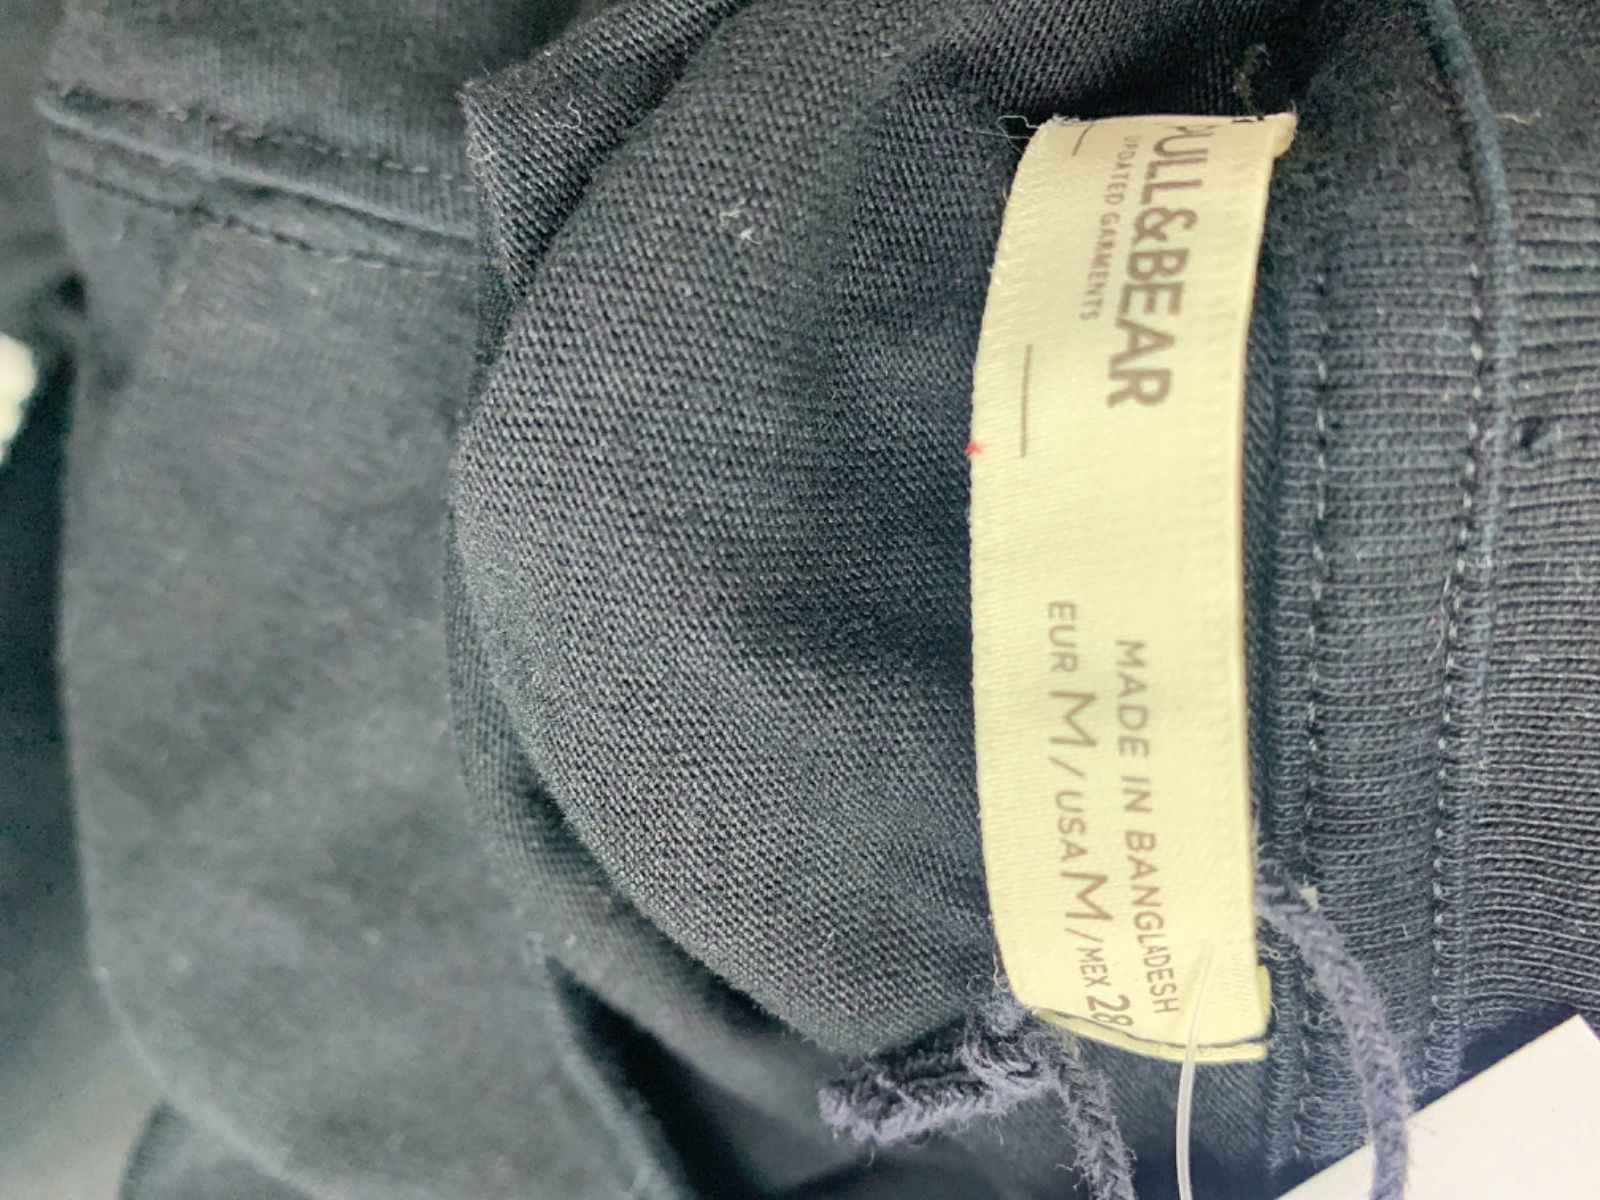 PULL&BEAR
UPDATED GARMENTS
MADE IN BANGLADESH
EUR M / USA M / MEX 28